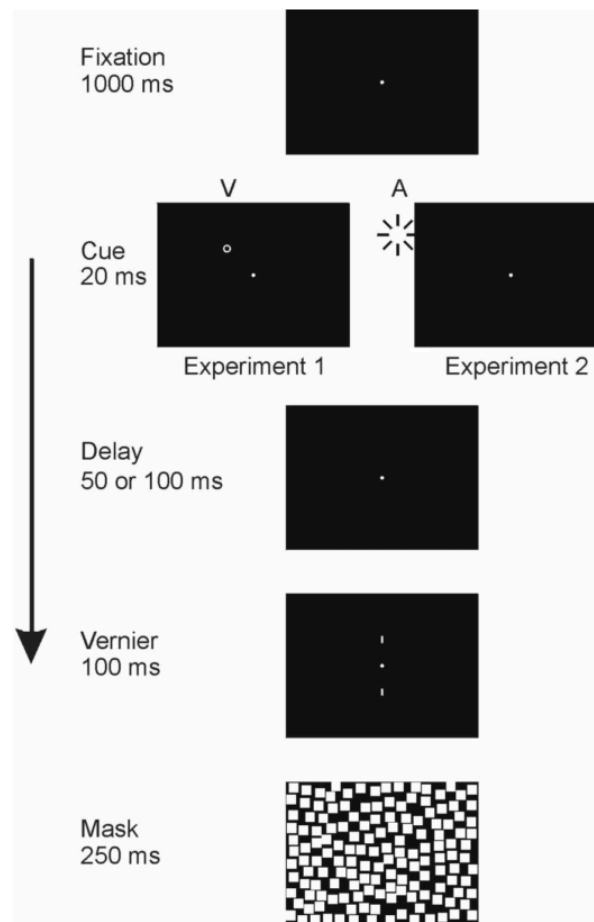 Fixation
1000 ms
V
A
Cue
20 ms
Experiment 1
Experiment 2
Delay
50 or 100 ms
Vernier
100 ms
Mask
250 ms